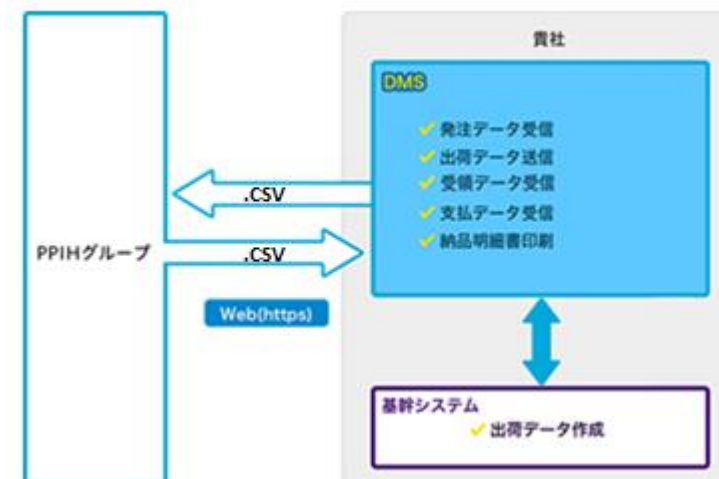 貴社
DMS
発注データ受信
出荷データ送信
受領データ受信
支払データ受信
納品明細書印刷
.CSV
PPIHグループ
.CSV
Web(https)
基幹システム
出荷データ作成